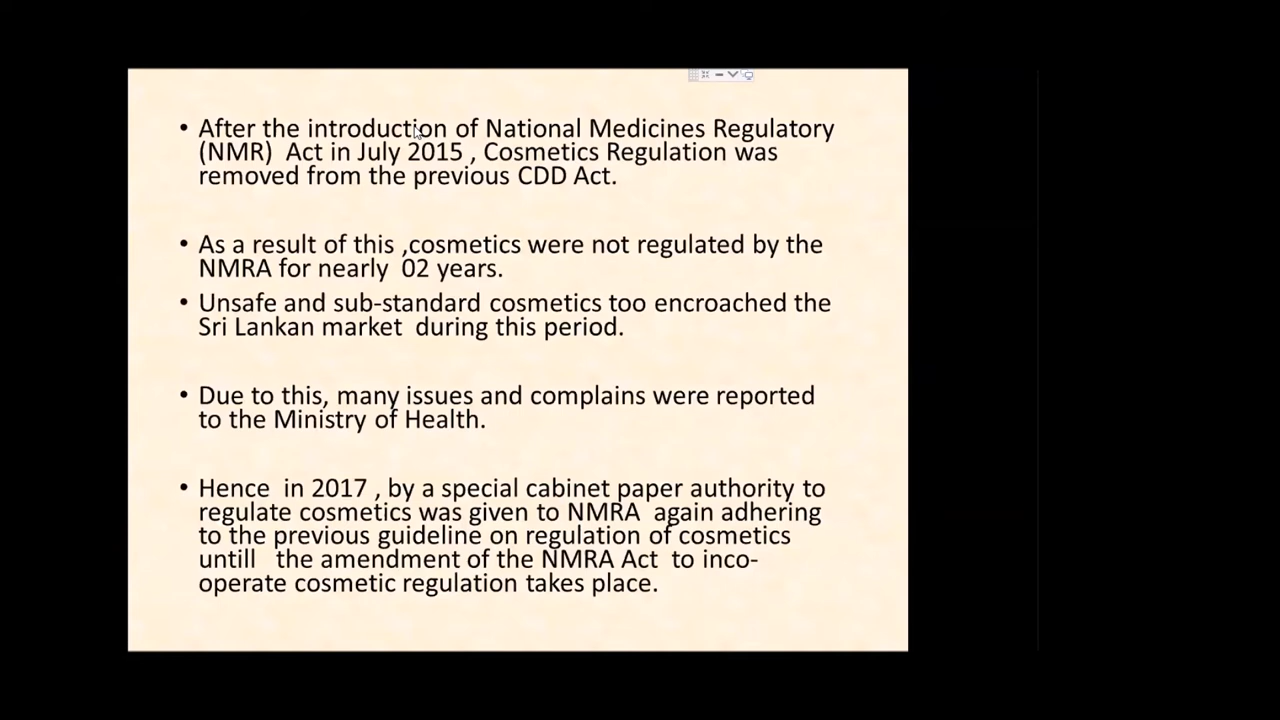 • After the introduction of National Medicines Regulatory
(NMR)  Act in July 2015 , Cosmetics Regulation was
removed from the previous CDD Act.
• As a result of this ,cosmetics were not regulated by the
NMRA for nearly  02 years.
• Unsafe and sub-standard cosmetics too encroached the
Sri Lankan market  during this period.
• Due to this, many issues and complains were reported
to the Ministry of Health.
• Hence  in 2017 , by a special cabinet paper authority to
regulate cosmetics was given to NMRA  again adhering
to the previous guideline on regulation of cosmetics
untill   the amendment of the NMRA Act  to inco-
operate cosmetic regulation takes place.